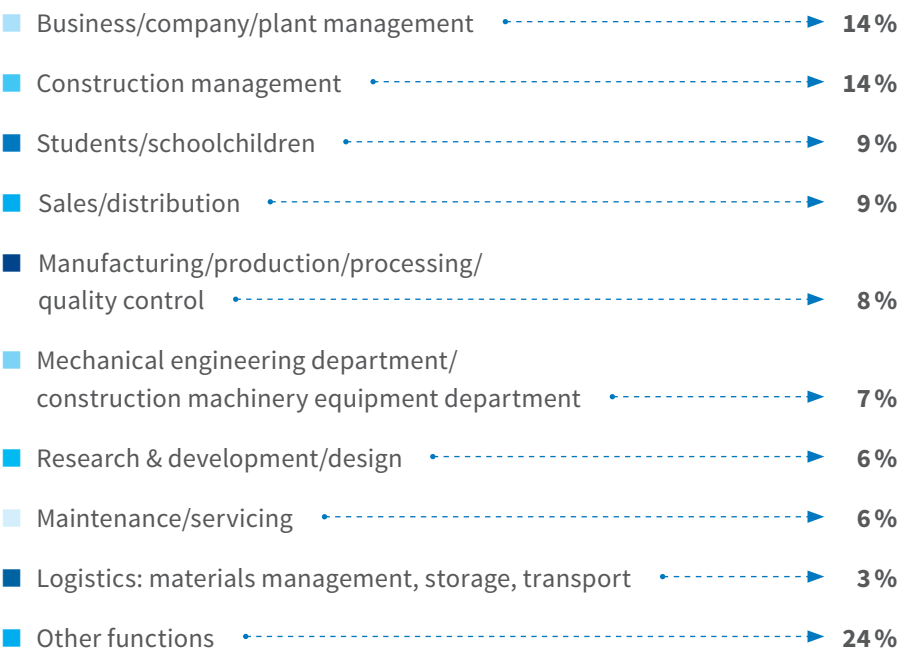 Business/company/plant management 14 %
Construction management 14 %
Students/schoolchildren 9 %
Sales/distribution 9 %
Manufacturing/production/processing/
quality control 8 %
Mechanical engineering department/
construction machinery equipment department 7 %
Research & development/design 6 %
Maintenance/servicing 6 %
Logistics: materials management, storage, transport 3 %
Other functions 24 %